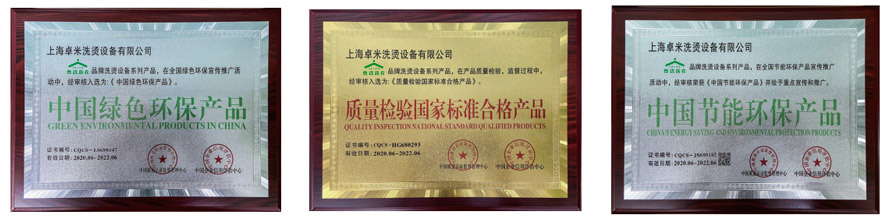 上海卓米洗烫设备有限公司
品牌洗烫设备系列产品，在全国绿色环保宣传推广活
动中，经审核入选为：《中国绿色环保产品》。
中国绿色环保产品
GREEN ENVIRONMENTAL PRODUCTS IN CHINA
证书编号：CQCS-LS690347
有效日期：2020.06-2022.06
上海卓米洗烫设备有限公司
品牌洗烫设备系列产品，在产品质量检验、监督过程中，
经审核入选为：《质量检验国家标准合格产品》。
质量检验国家标准合格产品
QUALITY INSPECTION NATIONAL STANDARD QUALIFIED PRODUCTS
证书编号：CQCS-HG680293
有效日期：2020.06-2022.06
上海卓米洗烫设备有限公司
品牌洗烫设备系列产品，在全国节能环保产品宣传推广
活动中，经审核荣获《中国节能环保产品》并给予重点宣传和推广。
中国节能环保产品
CHINA'S ENERGY SAVING AND ENVIRONMENTAL PROTECTION PRODUCTS
证书编号：CQCS-JN680182
有效日期：2020.06-2022.06